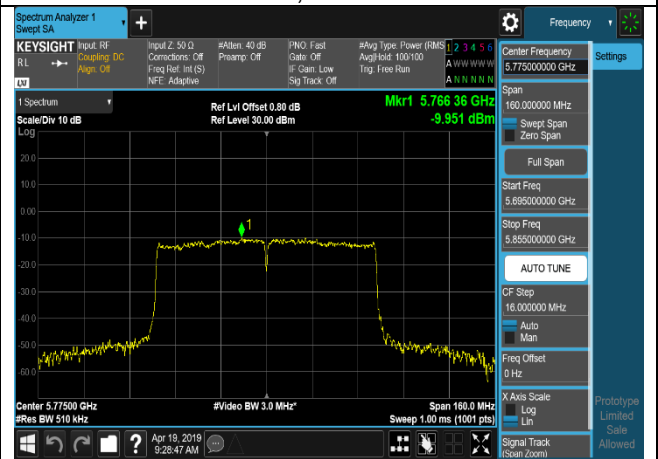 Spectrum Analyzer 1
Swept SA
Frequency
KEYSIGHT
RL
LXI
Input: RF
Coupling: DC
Align: Off
Input Z: 50 Ω
Corrections: Off
Freq Ref: Int (S)
NFE: Adaptive
#Atten: 40 dB
Preamp: Off
PNO: Fast
Gate: Off
IF Gain: Low
Sig Track: Off
#Avg Type: Power (RMS
Avg|Hold: 100/100
Trig: Free Run
1 2 3 4 5 6
A W W W W W
A N N N N N
1 Spectrum
Scale/Div 10 dB
Log
Ref Lvl Offset 0.80 dB
Ref Level 30.00 dBm
Mkr1 5.766 36 GHz
-9.951 dBm
20.0
10.0
0.00
-10.0
-20.0
-30.0
-40.0
-50.0
-60.0
1
Center 5.77500 GHz
#Res BW 510 kHz
#Video BW 3.0 MHz*
Span 160.0 MHz
Sweep 1.00 ms (1001 pts)
Apr 19, 2019
9:28:47 AM
Center Frequency
5.775000000 GHz
Settings
Span
160.000000 MHz
Swept Span
Zero Span
Full Span
Start Freq
5.695000000 GHz
Stop Freq
5.855000000 GHz
AUTO TUNE
CF Step
16.000000 MHz
Auto
Man
Freq Offset
0 Hz
X Axis Scale
Log
Lin
Signal Track
(Span Zoom)
Prototype
Limited
Sale
Allowed